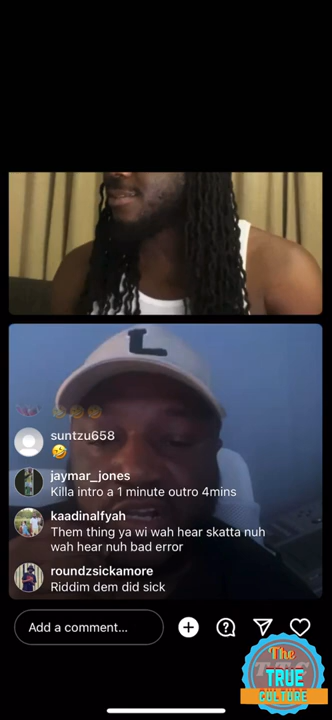 L
suntzu658
🤣
jaymar_jones
Killa intro a 1 minute outro 4mins
kaadinalfyah
Them thing ya wi wah hear skatta nuh
wah hear nuh bad error
roundzsickamore
Riddim dem did sick
Add a comment...
The
TRUE
CULTURE